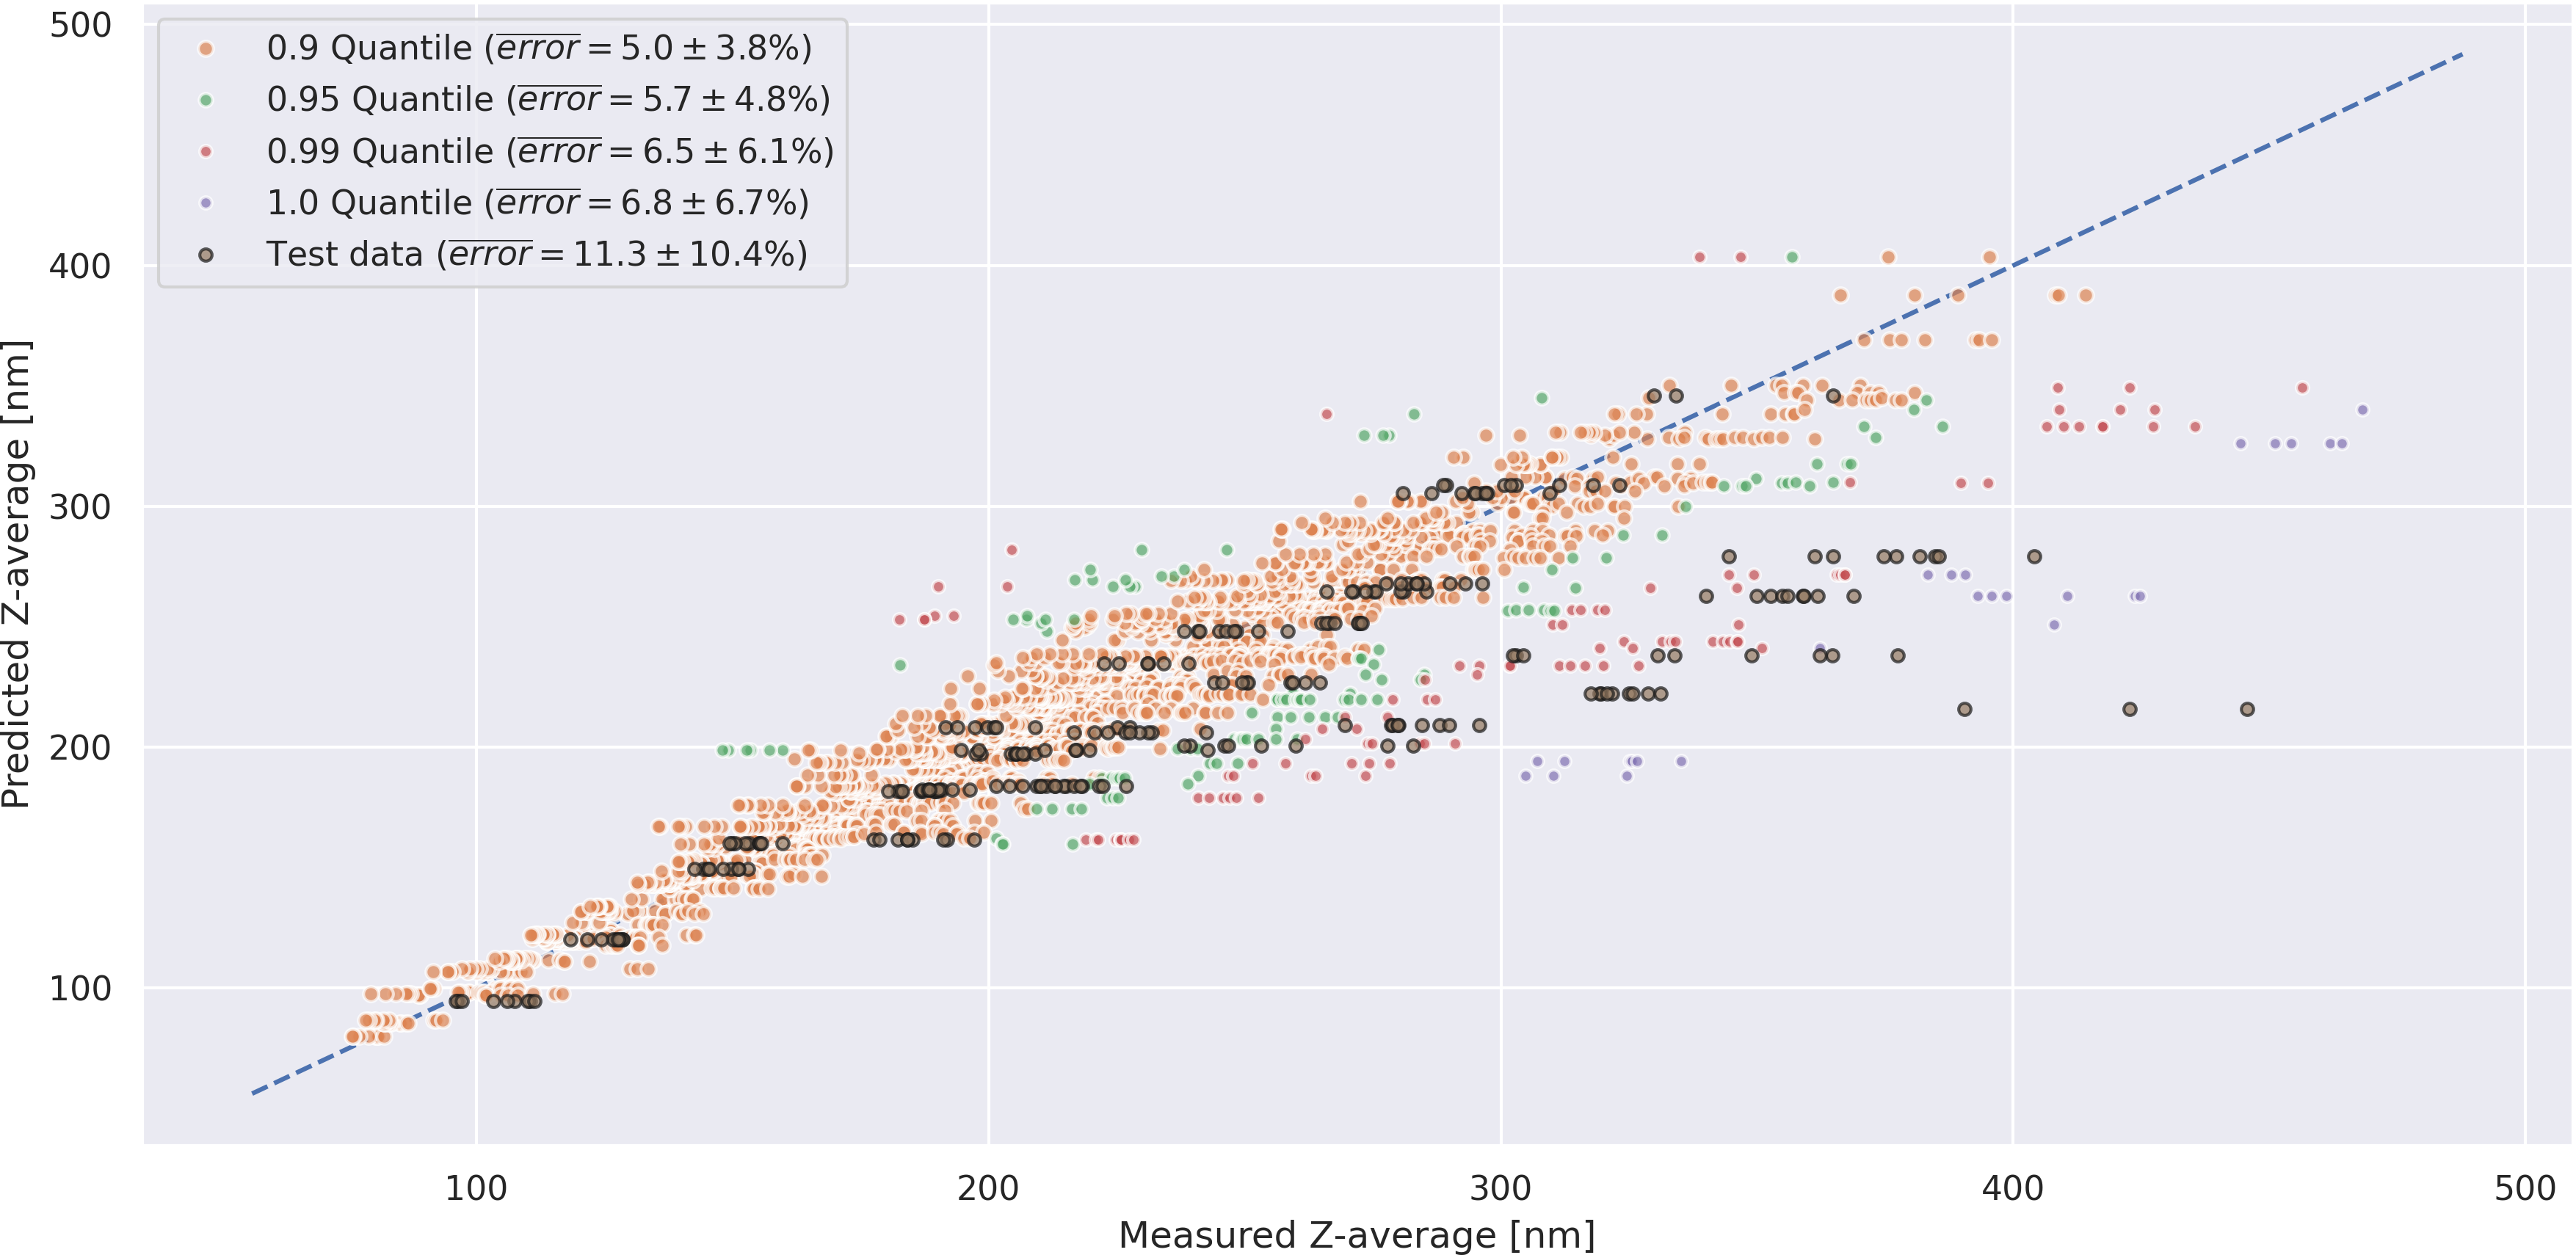 500
400
300
200
100
Predicted Z-average [nm]
0.9 Quantile (error = 5.0 ± 3.8%)
0.95 Quantile (error = 5.7 ± 4.8%)
0.99 Quantile (error = 6.5 ± 6.1%)
1.0 Quantile (error = 6.8 ± 6.7%)
Test data (error = 11.3 ± 10.4%)
100 200 300 400 500
Measured Z-average [nm]